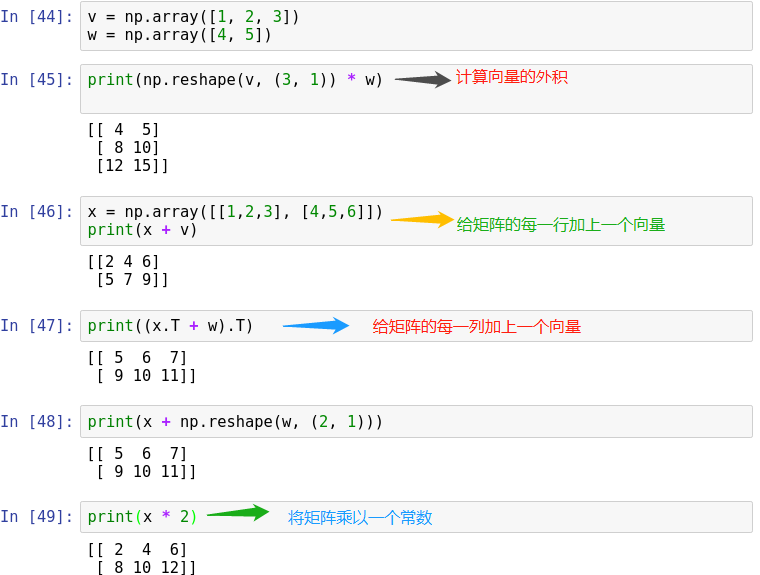 In [44]: v = np.array([1, 2, 3])
w = np.array([4, 5])
In [45]: print(np.reshape(v, (3, 1)) * w) 计算向量的外积
[[ 4  5]
 [ 8 10]
 [12 15]]
In [46]: x = np.array([[1,2,3], [4,5,6]])
print(x + v) 给矩阵的每一行加上一个向量
[[2 4 6]
 [5 7 9]]
In [47]: print((x.T + w).T) 给矩阵的每一列加上一个向量
[[ 5  6  7]
 [ 9 10 11]]
In [48]: print(x + np.reshape(w, (2, 1)))
[[ 5  6  7]
 [ 9 10 11]]
In [49]: print(x * 2) 将矩阵乘以一个常数
[[ 2  4  6]
 [ 8 10 12]]